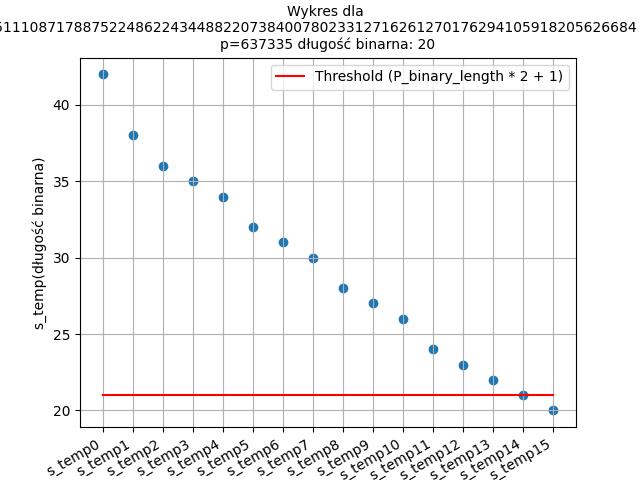 Wykres dla
5111087178875224862243448822073840078023312716261270176294105918205626684
p=637335 długość binarna: 20
Threshold (P_binary_length * 2 + 1)
s_temp(długość binarna)
40
35
30
25
20
s_temp0
s_temp1
s_temp2
s_temp3
s_temp4
s_temp5
s_temp6
s_temp7
s_temp8
s_temp9
s_temp10
s_temp11
s_temp12
s_temp13
s_temp14
s_temp15